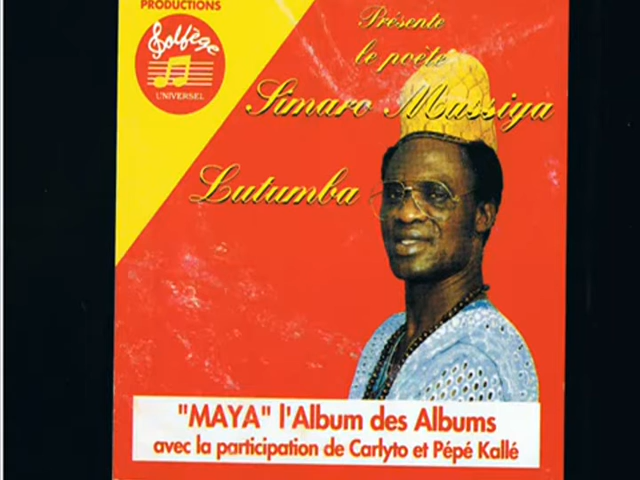 PRODUCTIONS
Solfège
UNIVERSEL
Présente
le poète
Simaro Massiya
Lutumba
"MAYA" l'Album des Albums
avec la participation de Carlyto et Pépé Kallé